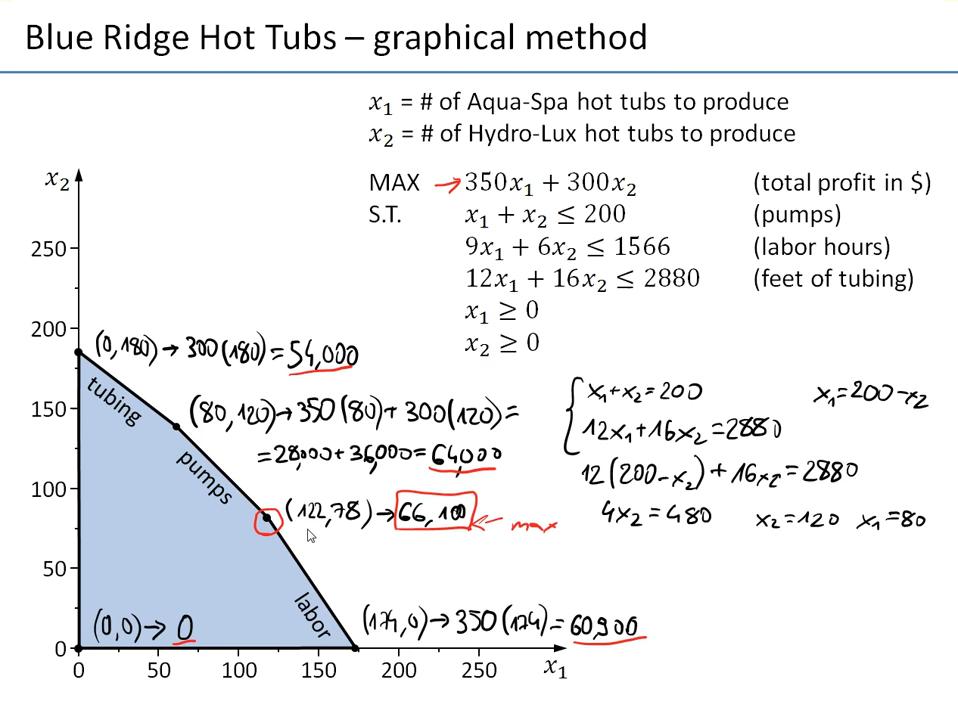 Blue Ridge Hot Tubs – graphical method
x₁ = # of Aqua-Spa hot tubs to produce
x₂ = # of Hydro-Lux hot tubs to produce
MAX → 350x₁ + 300x₂ (total profit in $)
S.T. x₁ + x₂ ≤ 200 (pumps)
9x₁ + 6x₂ ≤ 1566 (labor hours)
12x₁ + 16x₂ ≤ 2880 (feet of tubing)
x₁ ≥ 0
x₂ ≥ 0
x₂
250
200
150
100
50
0
0 50 100 150 200 250 x₁
(0,180) → 300(180) = 54,000
tubing
(80,120) → 350(80) + 300(120) =
= 28,000 + 36,000 = 64,000
pumps
(122,78) → 66,100 ← max
labor
(0,0) → 0
(174,0) → 350(174) = 60,900
x₁+x₂=200 x₁=200-x₂
12x₁+16x₂=2880
12(200-x₂)+16x₂=2880
4x₂=480 x₂=120 x₁=80